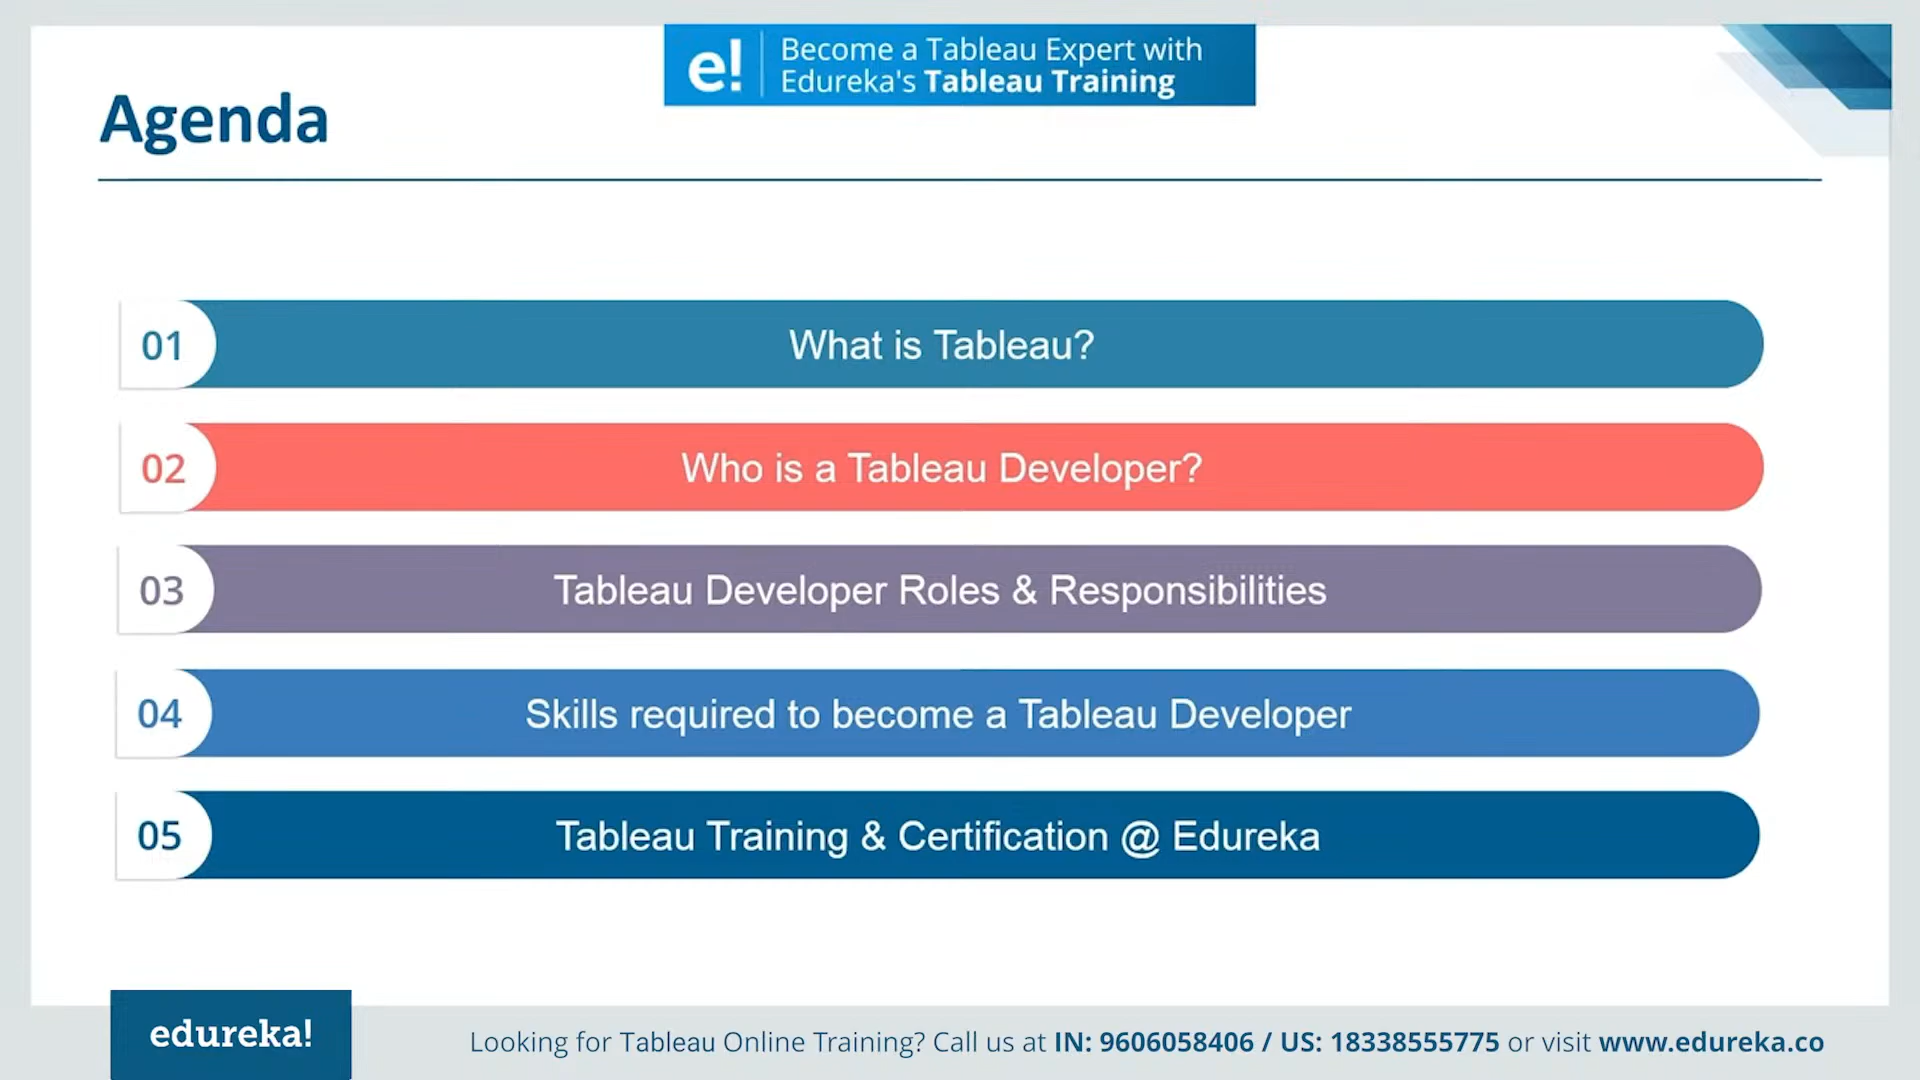 e!
Become a Tableau Expert with
Edureka's Tableau Training
Agenda
01
What is Tableau?
02
Who is a Tableau Developer?
03
Tableau Developer Roles & Responsibilities
04
Skills required to become a Tableau Developer
05
Tableau Training & Certification @ Edureka
edureka!
Looking for Tableau Online Training? Call us at IN: 9606058406 / US: 18338555775 or visit www.edureka.co